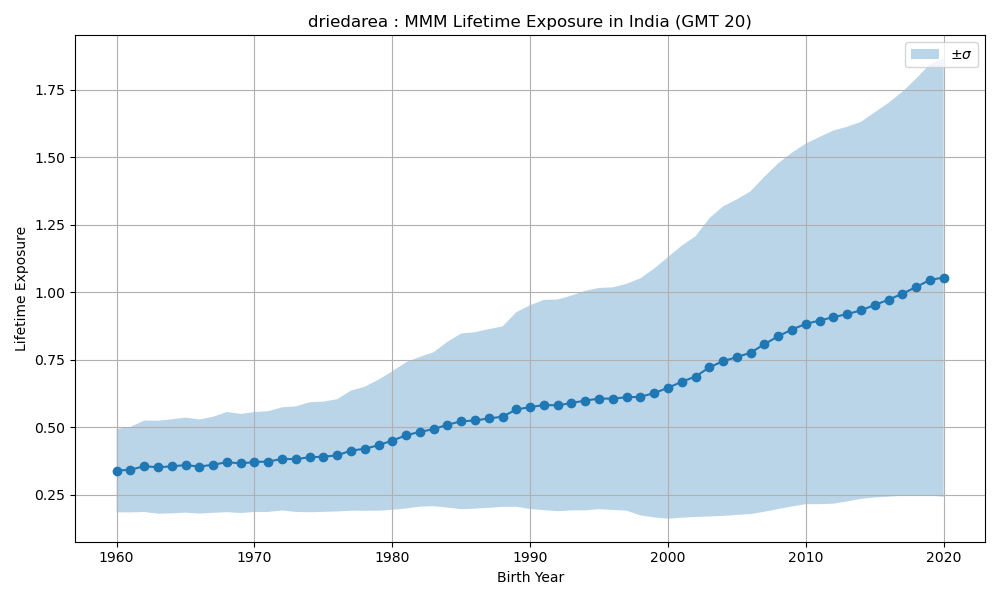 driedarea : MMM Lifetime Exposure in India (GMT 20)
±σ
Lifetime Exposure
1.75
1.50
1.25
1.00
0.75
0.50
0.25
1960 1970 1980 1990 2000 2010 2020
Birth Year